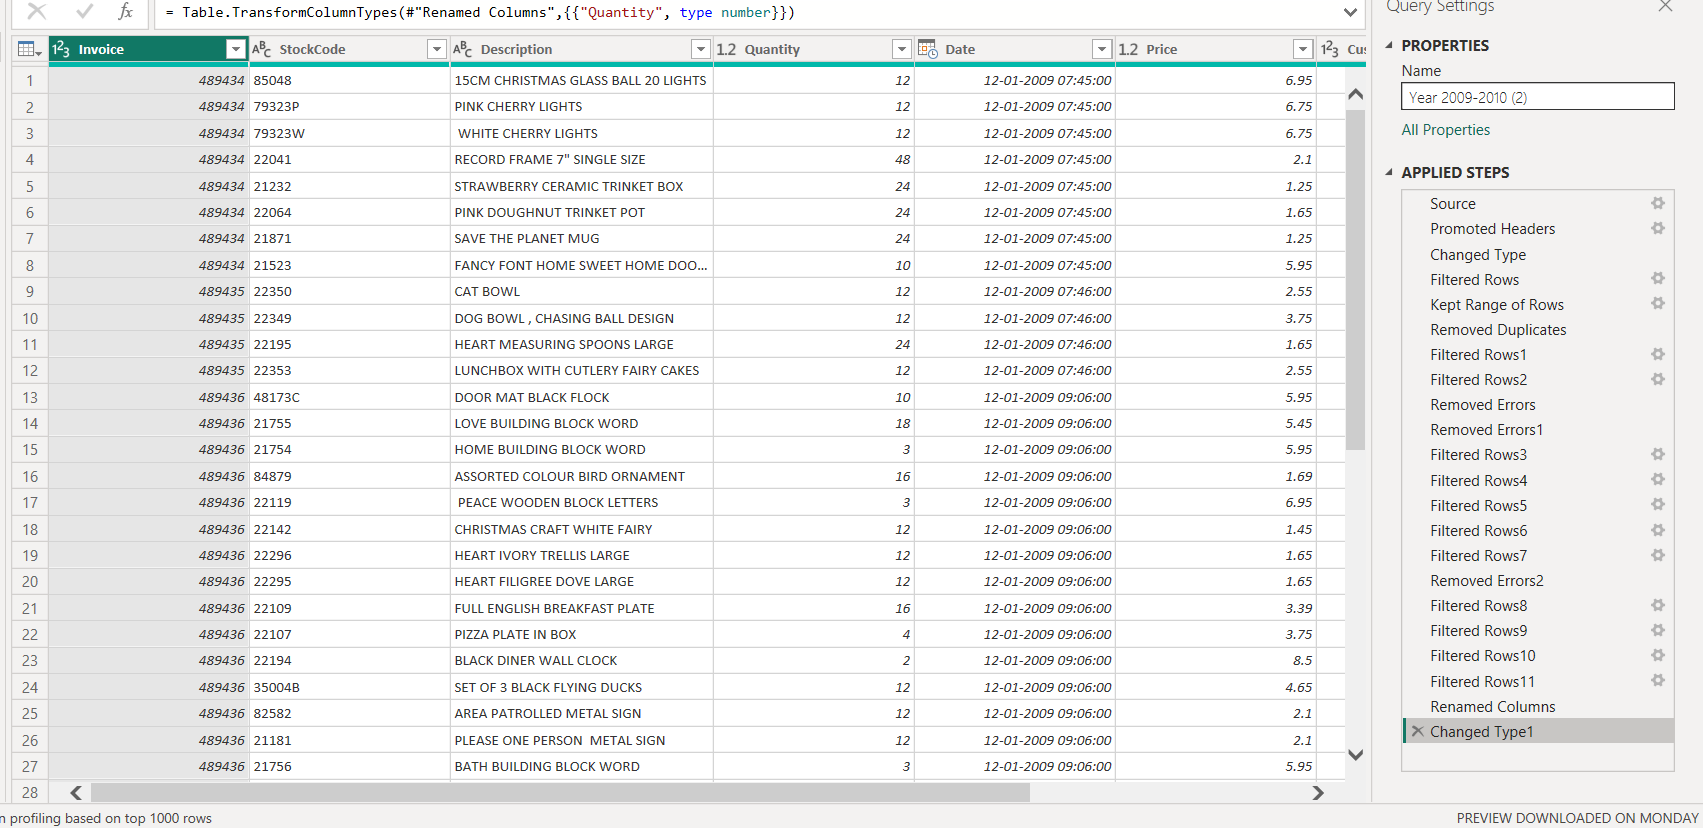 fx = Table.TransformColumnTypes(#"Renamed Columns",{{"Quantity", type number}})
1²3 Invoice ABC StockCode ABC Description 1.2 Quantity Date 1.2 Price 1²3 Cus
1 489434 85048 15CM CHRISTMAS GLASS BALL 20 LIGHTS 12 12-01-2009 07:45:00 6.95
2 489434 79323P PINK CHERRY LIGHTS 12 12-01-2009 07:45:00 6.75
3 489434 79323W WHITE CHERRY LIGHTS 12 12-01-2009 07:45:00 6.75
4 489434 22041 RECORD FRAME 7" SINGLE SIZE 48 12-01-2009 07:45:00 2.1
5 489434 21232 STRAWBERRY CERAMIC TRINKET BOX 24 12-01-2009 07:45:00 1.25
6 489434 22064 PINK DOUGHNUT TRINKET POT 24 12-01-2009 07:45:00 1.65
7 489434 21871 SAVE THE PLANET MUG 24 12-01-2009 07:45:00 1.25
8 489434 21523 FANCY FONT HOME SWEET HOME DOO... 10 12-01-2009 07:45:00 5.95
9 489435 22350 CAT BOWL 12 12-01-2009 07:46:00 2.55
10 489435 22349 DOG BOWL , CHASING BALL DESIGN 12 12-01-2009 07:46:00 3.75
11 489435 22195 HEART MEASURING SPOONS LARGE 24 12-01-2009 07:46:00 1.65
12 489435 22353 LUNCHBOX WITH CUTLERY FAIRY CAKES 12 12-01-2009 07:46:00 2.55
13 489436 48173C DOOR MAT BLACK FLOCK 10 12-01-2009 09:06:00 5.95
14 489436 21755 LOVE BUILDING BLOCK WORD 18 12-01-2009 09:06:00 5.45
15 489436 21754 HOME BUILDING BLOCK WORD 3 12-01-2009 09:06:00 5.95
16 489436 84879 ASSORTED COLOUR BIRD ORNAMENT 16 12-01-2009 09:06:00 1.69
17 489436 22119 PEACE WOODEN BLOCK LETTERS 3 12-01-2009 09:06:00 6.95
18 489436 22142 CHRISTMAS CRAFT WHITE FAIRY 12 12-01-2009 09:06:00 1.45
19 489436 22296 HEART IVORY TRELLIS LARGE 12 12-01-2009 09:06:00 1.65
20 489436 22295 HEART FILIGREE DOVE LARGE 12 12-01-2009 09:06:00 1.65
21 489436 22109 FULL ENGLISH BREAKFAST PLATE 16 12-01-2009 09:06:00 3.39
22 489436 22107 PIZZA PLATE IN BOX 4 12-01-2009 09:06:00 3.75
23 489436 22194 BLACK DINER WALL CLOCK 2 12-01-2009 09:06:00 8.5
24 489436 35004B SET OF 3 BLACK FLYING DUCKS 12 12-01-2009 09:06:00 4.65
25 489436 82582 AREA PATROLLED METAL SIGN 12 12-01-2009 09:06:00 2.1
26 489436 21181 PLEASE ONE PERSON  METAL SIGN 12 12-01-2009 09:06:00 2.1
27 489436 21756 BATH BUILDING BLOCK WORD 3 12-01-2009 09:06:00 5.95
28
n profiling based on top 1000 rows
Query Settings
PROPERTIES
Name
Year 2009-2010 (2)
All Properties
APPLIED STEPS
Source
Promoted Headers
Changed Type
Filtered Rows
Kept Range of Rows
Removed Duplicates
Filtered Rows1
Filtered Rows2
Removed Errors
Removed Errors1
Filtered Rows3
Filtered Rows4
Filtered Rows5
Filtered Rows6
Filtered Rows7
Removed Errors2
Filtered Rows8
Filtered Rows9
Filtered Rows10
Filtered Rows11
Renamed Columns
Changed Type1
PREVIEW DOWNLOADED ON MONDAY